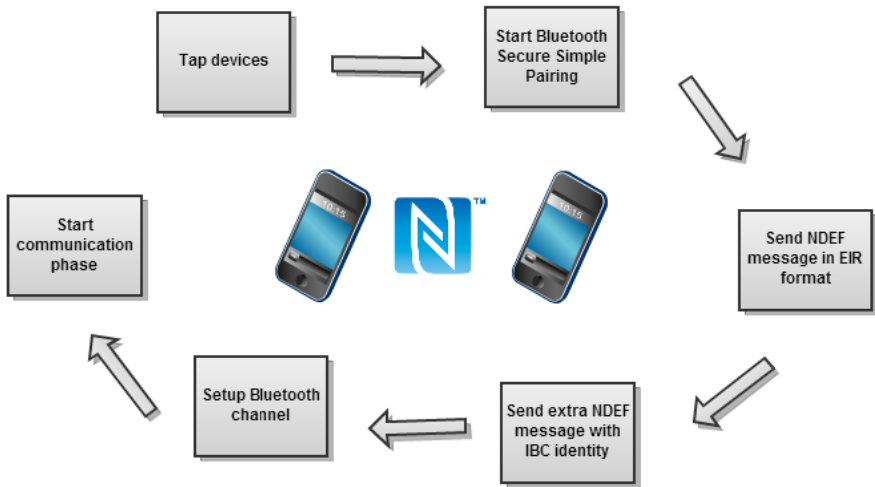 Tap devices
Start Bluetooth
Secure Simple
Pairing
Send NDEF
message in EIR
format
Send extra NDEF
message with
IBC identity
Setup Bluetooth
channel
Start
communication
phase
10:15
N™
10:15